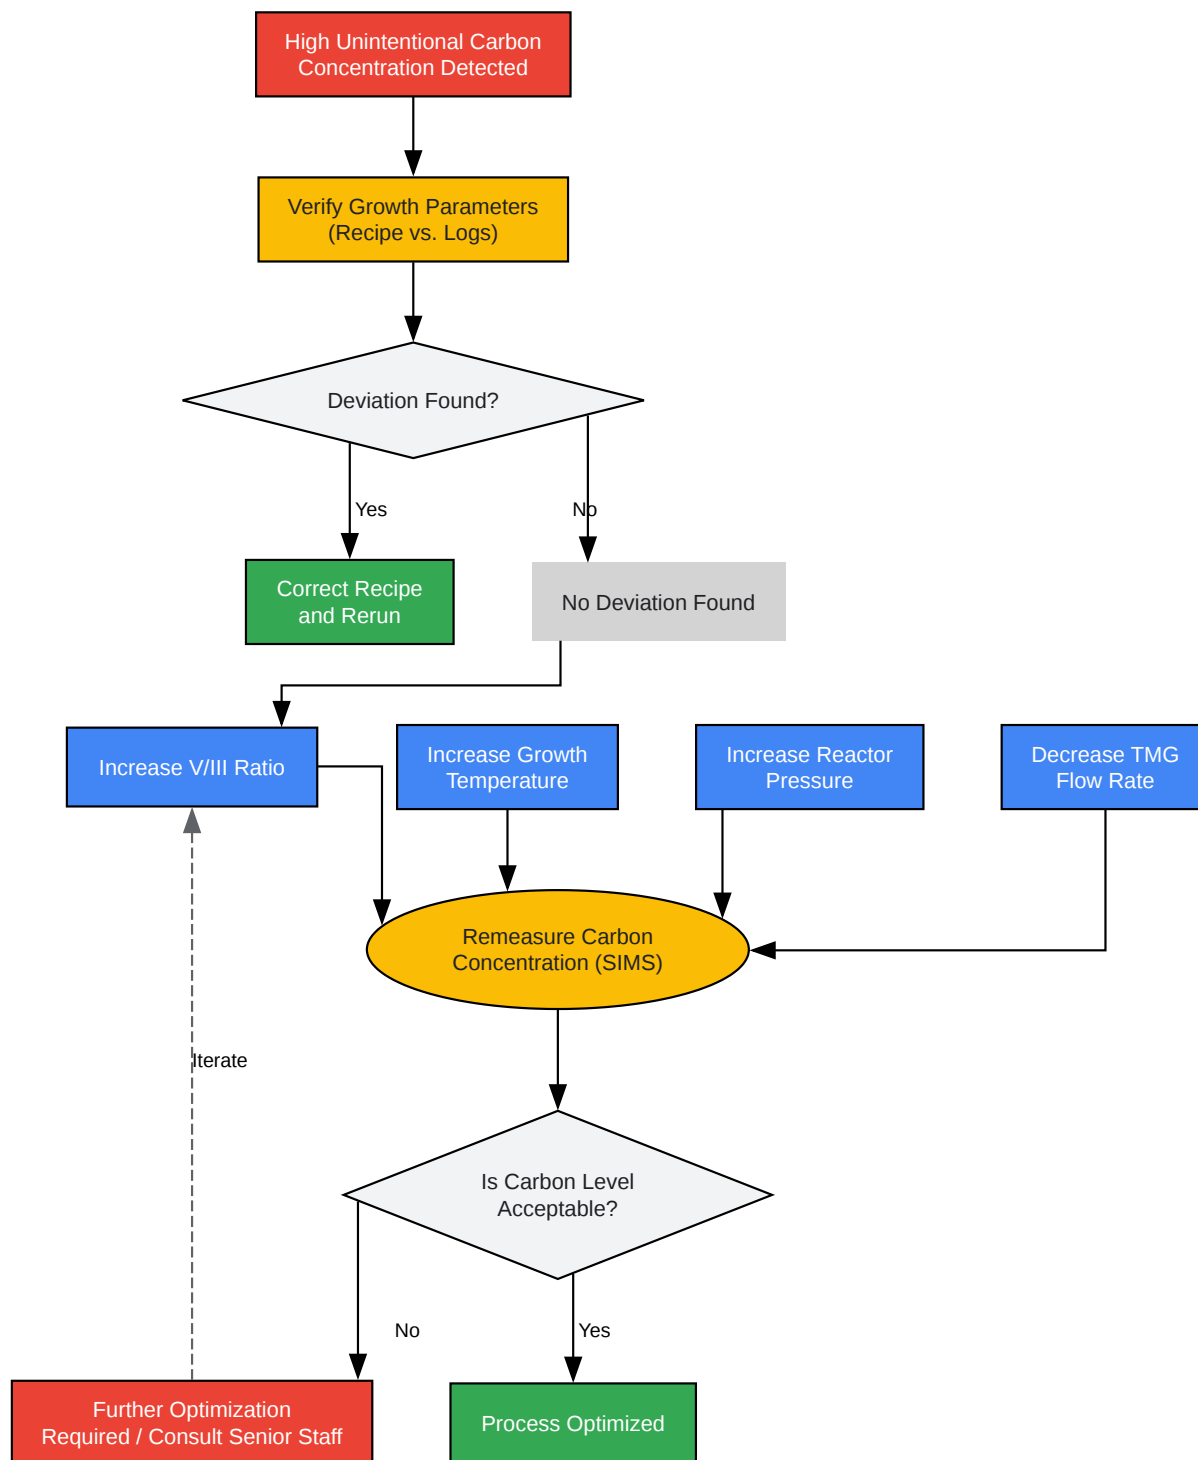 High Unintentional Carbon
Concentration Detected
Verify Growth Parameters
(Recipe vs. Logs)
Deviation Found?
Yes
No
Correct Recipe
and Rerun
No Deviation Found
Increase V/III Ratio
Increase Growth
Temperature
Increase Reactor
Pressure
Decrease TMG
Flow Rate
Remeasure Carbon
Concentration (SIMS)
Iterate
Is Carbon Level
Acceptable?
No
Yes
Further Optimization
Required / Consult Senior Staff
Process Optimized